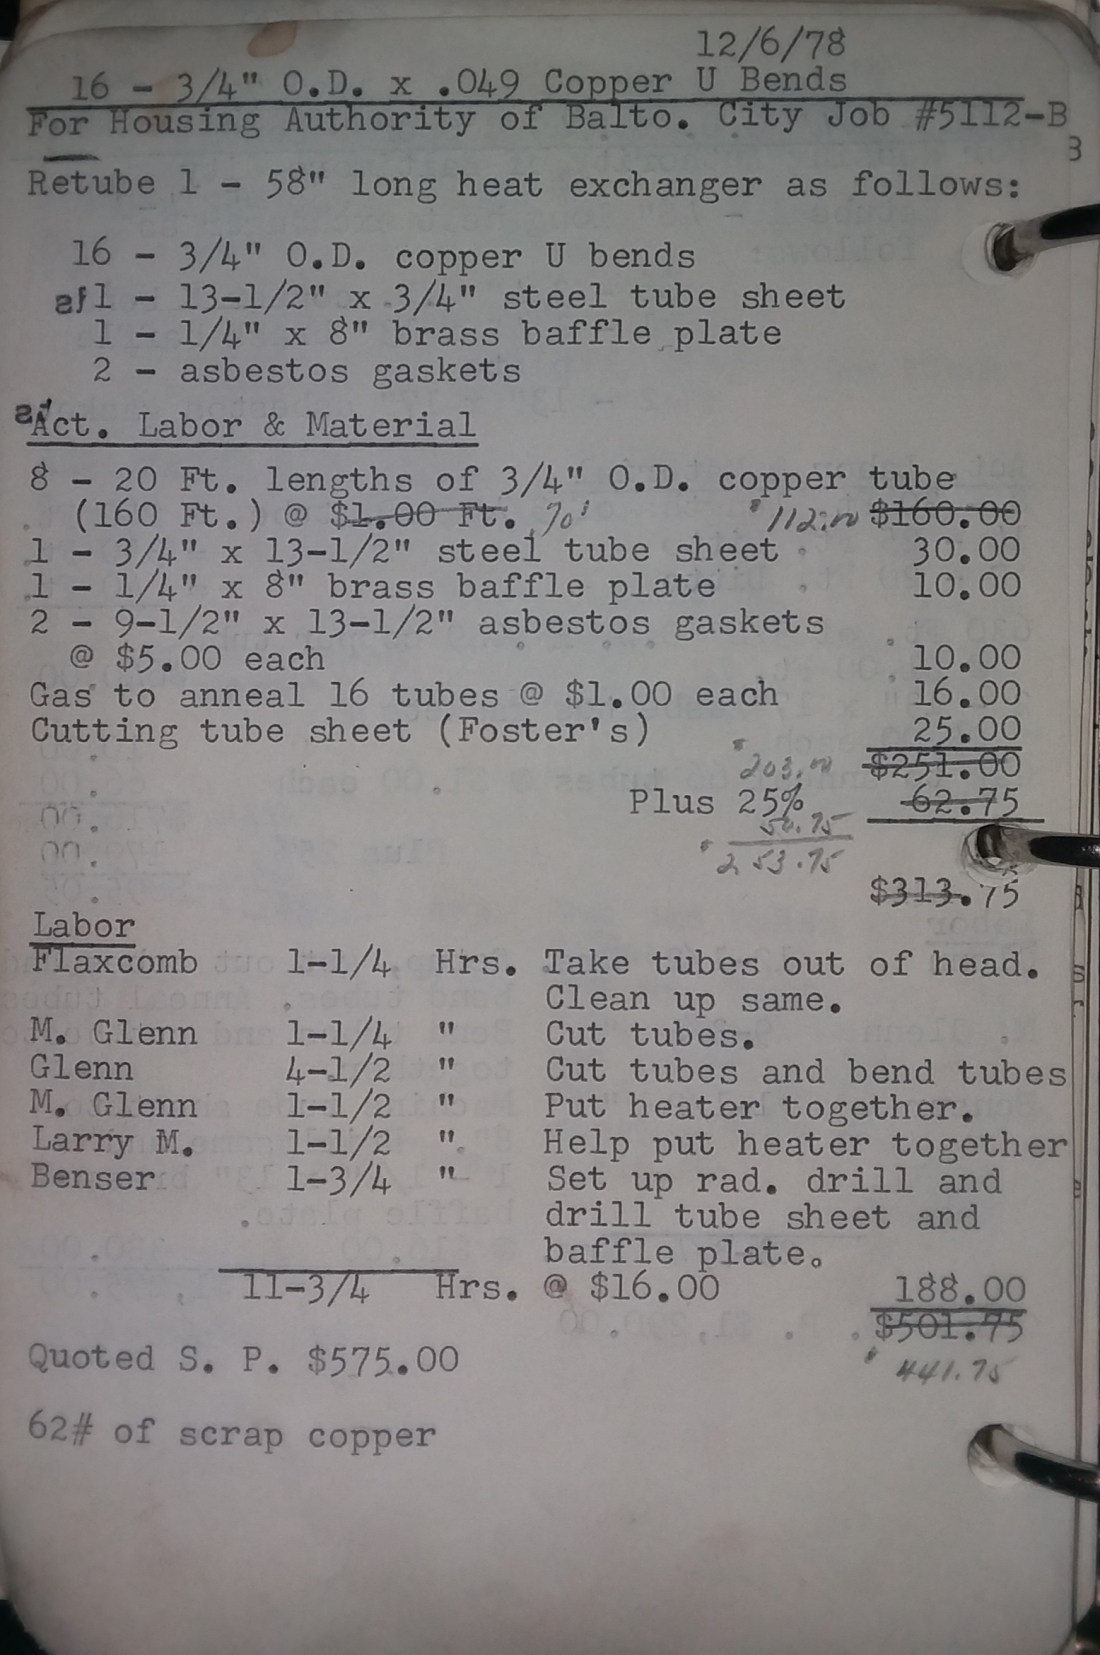 12/6/78
16 - 3/4" O.D. x .049 Copper U Bends
For Housing Authority of Balto. City Job #5112-B
3
Retube 1 - 58" long heat exchanger as follows:
16 - 3/4" O.D. copper U bends
1 - 13-1/2" x 3/4" steel tube sheet
1 - 1/4" x 8" brass baffle plate
2 - asbestos gaskets
Act. Labor & Material
8 - 20 Ft. lengths of 3/4" O.D. copper tube
(160 Ft.) @ $1.00 Ft. 70' 112.00 $160.00
1 - 3/4" x 13-1/2" steel tube sheet 30.00
1 - 1/4" x 8" brass baffle plate 10.00
2 - 9-1/2" x 13-1/2" asbestos gaskets
@ $5.00 each 10.00
Gas to anneal 16 tubes @ $1.00 each 16.00
Cutting tube sheet (Foster's) 25.00
203.00 $251.00
Plus 25% 62.75
50.75
253.75
$313.75
Labor
Flaxcomb 1-1/4 Hrs. Take tubes out of head.
Clean up same.
M. Glenn 1-1/4 " Cut tubes.
Glenn 4-1/2 " Cut tubes and bend tubes
M. Glenn 1-1/2 " Put heater together.
Larry M. 1-1/2 " Help put heater together
Benser 1-3/4 " Set up rad. drill and
drill tube sheet and
baffle plate.
11-3/4 Hrs. @ $16.00 188.00
$501.75
Quoted S. P. $575.00
441.75
62# of scrap copper